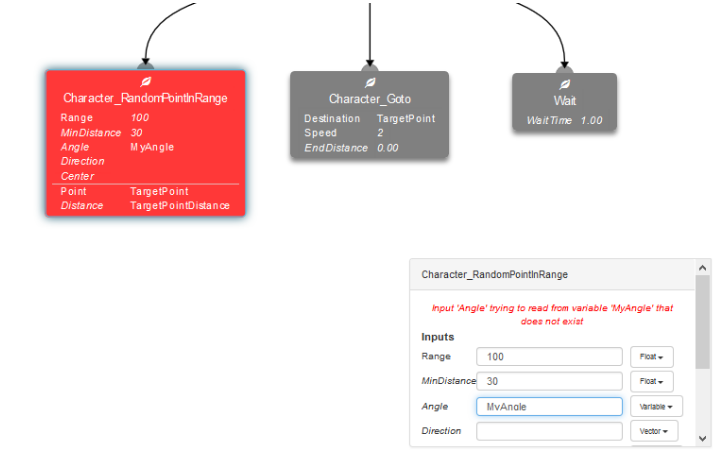 Character_RandomPointInRange
Range 100
MinDistance 30
Angle MyAngle
Direction
Center
Point TargetPoint
Distance TargetPointDistance
Character_Goto
Destination TargetPoint
Speed 2
EndDistance 0.00
Wait
WaitTime 1.00
Character_RandomPointInRange
Input 'Angle' trying to read from variable 'MyAngle' that
does not exist
Inputs
Range 100 Float
MinDistance 30 Float
Angle MyAngle Variable
Direction Vector